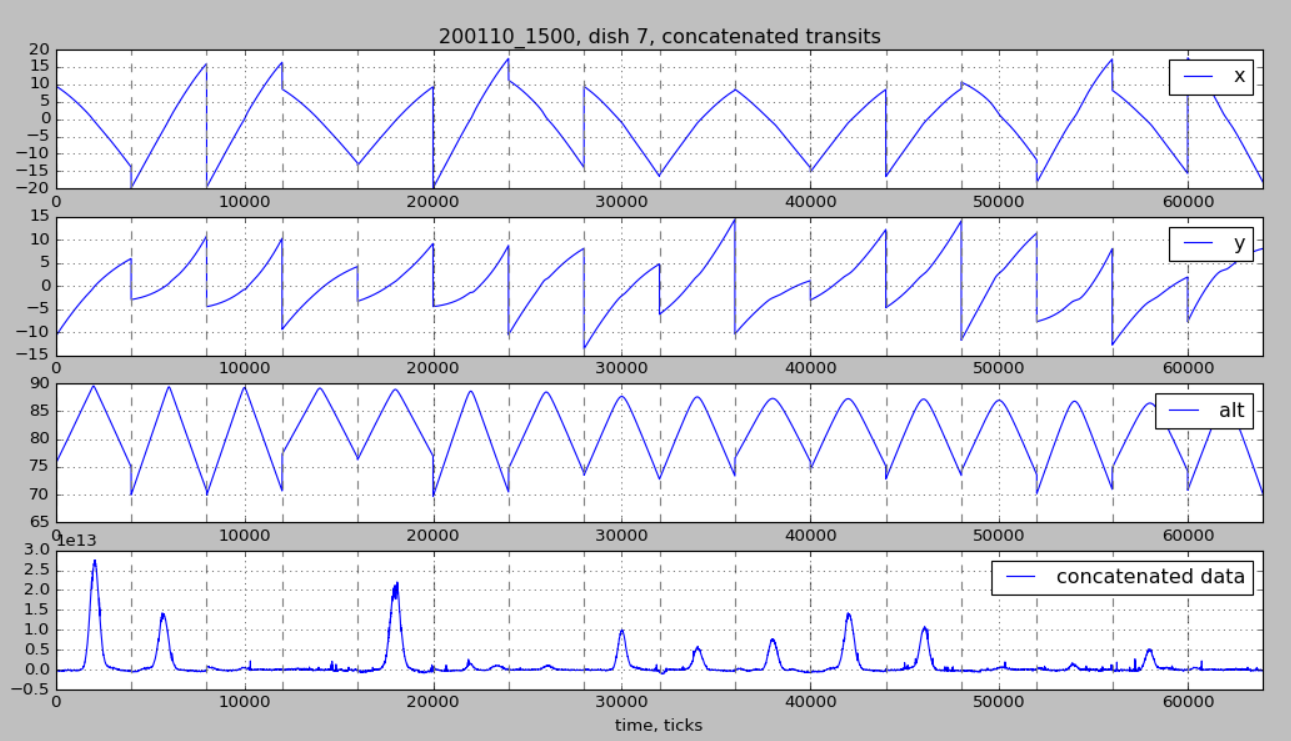 200110_1500, dish 7, concatenated transits
20
15
10
5
0
−5
−10
−15
−20
x
0 10000 20000 30000 40000 50000 60000
15
10
5
0
−5
−10
−15
y
0 10000 20000 30000 40000 50000 60000
90
85
80
75
70
65
alt
0 10000 20000 30000 40000 50000 60000
1e13
3.0
2.5
2.0
1.5
1.0
0.5
0.0
−0.5
concatenated data
0 10000 20000 30000 40000 50000 60000
time, ticks